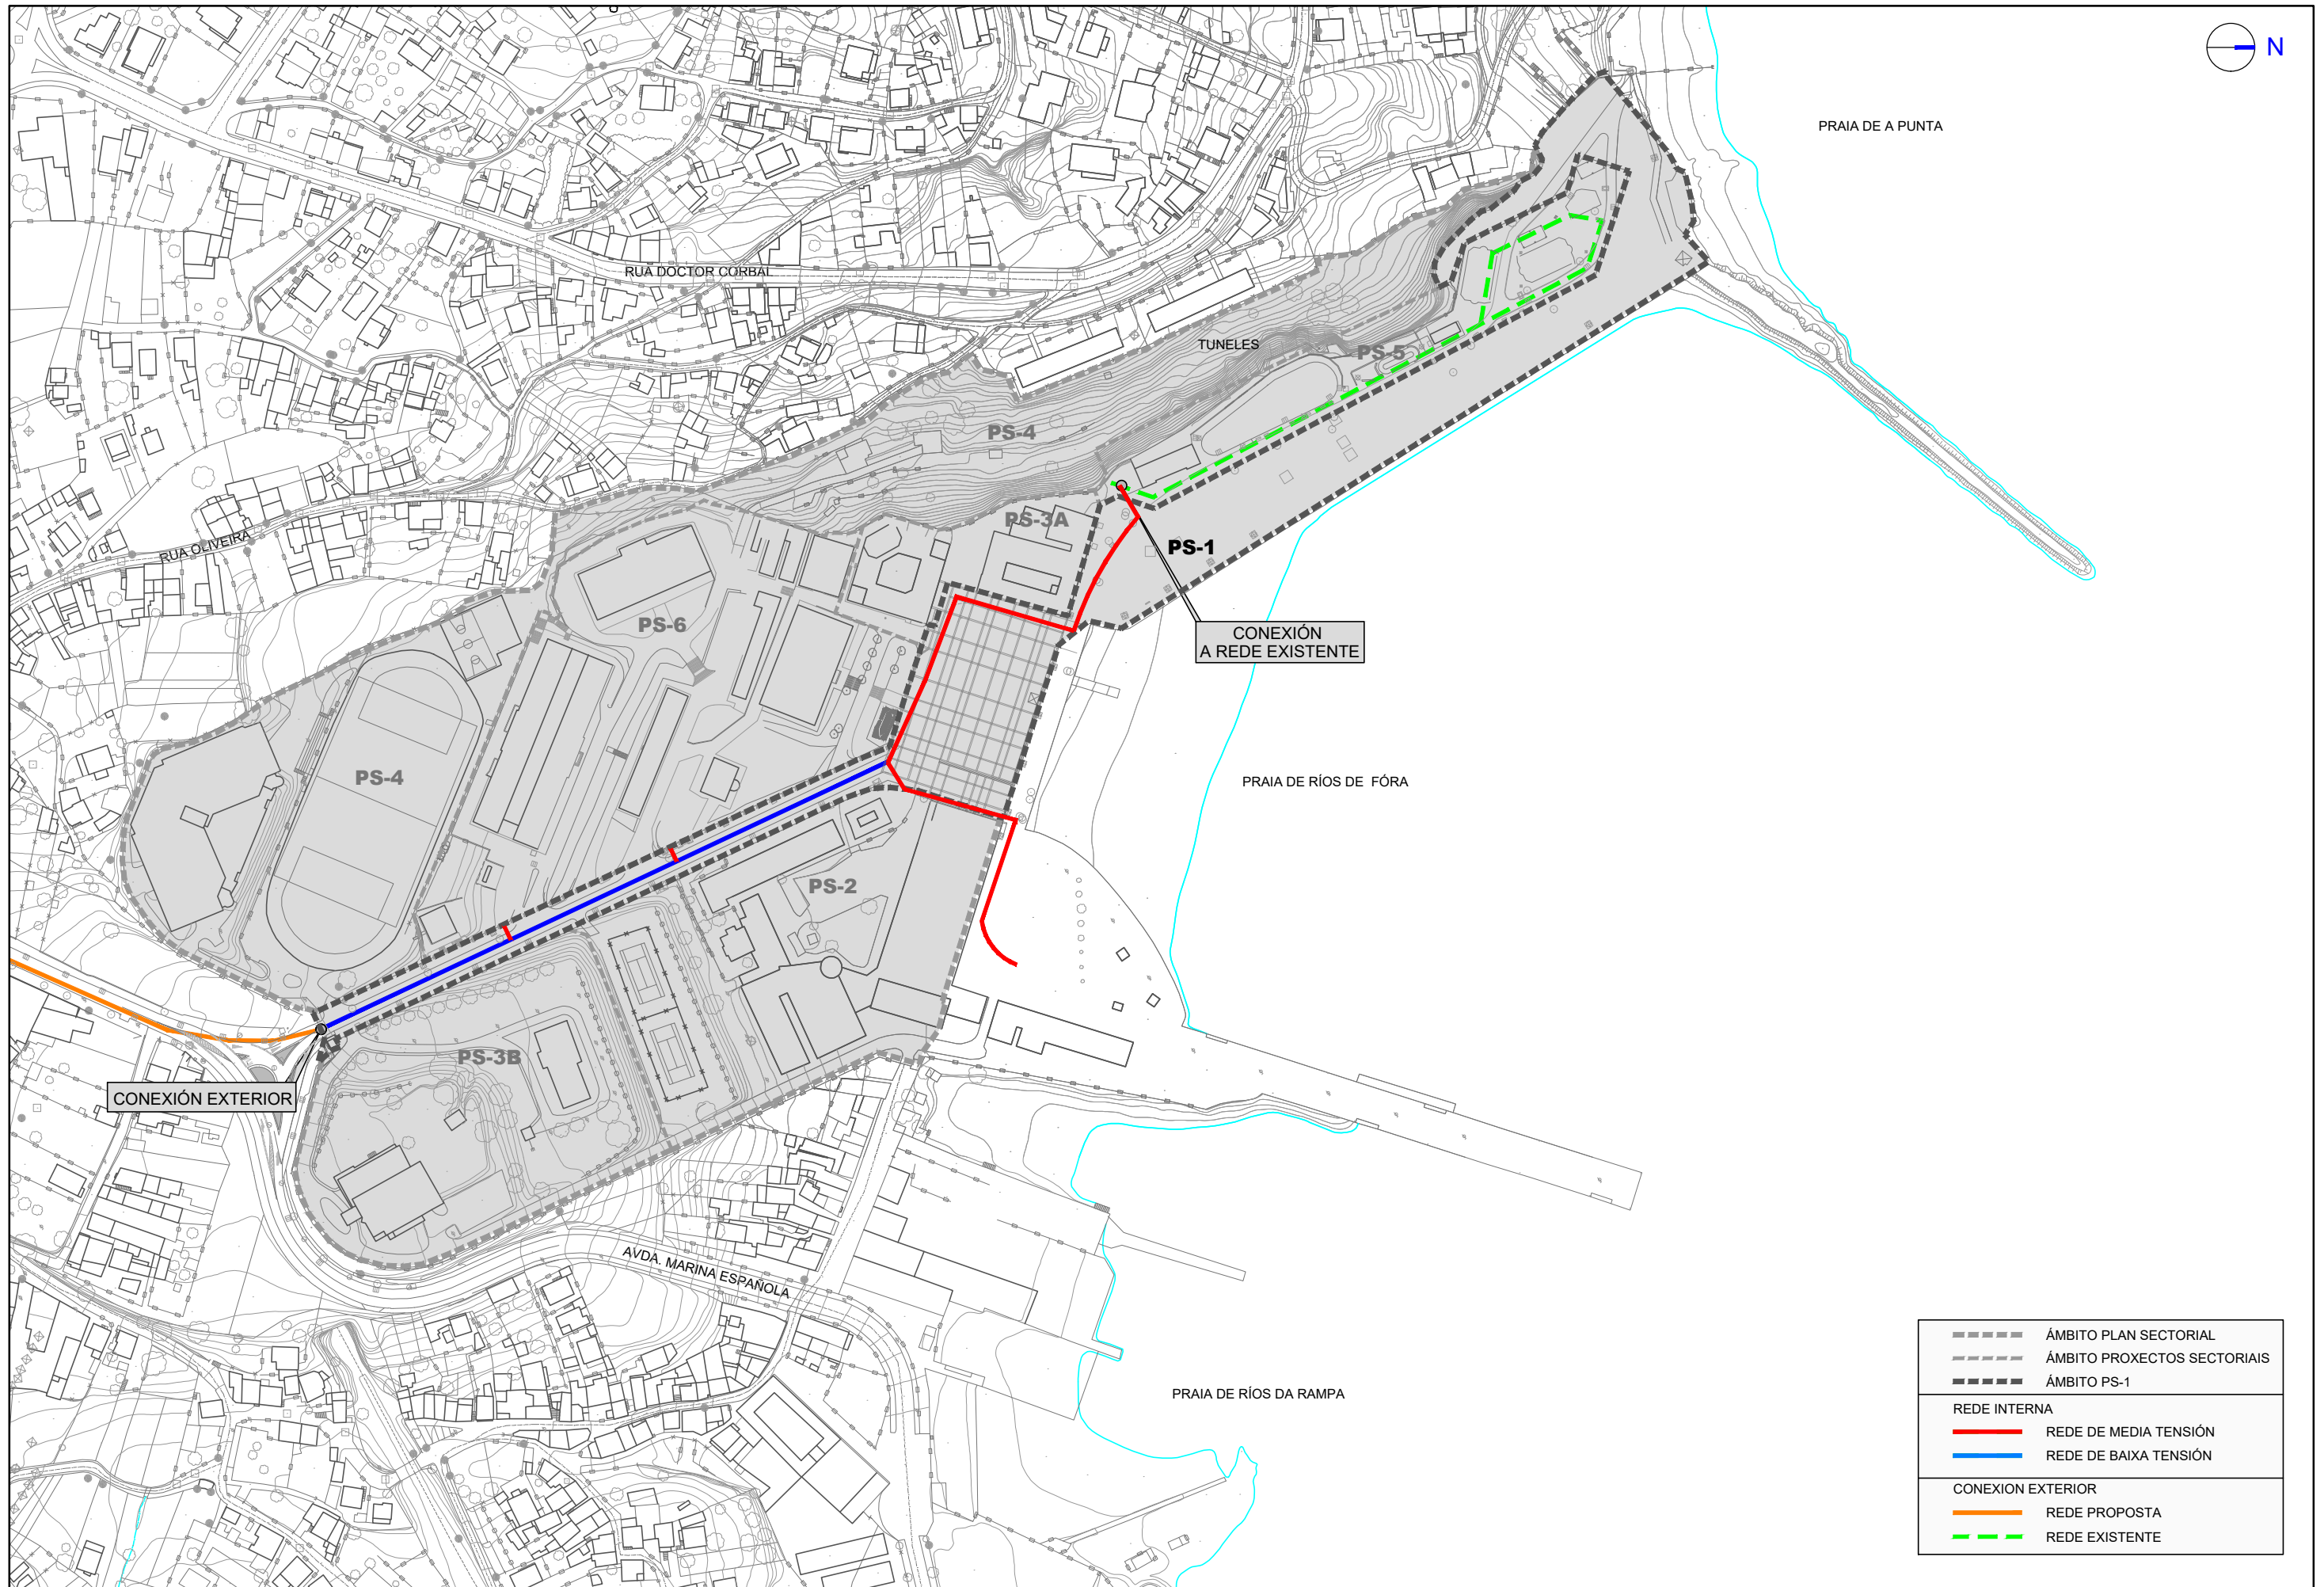 N
PRAIA DE A PUNTA
RUA DOCTOR CORBAL
TUNELES
PS-5
PS-4
PS-3A
PS-1
RUA OLIVEIRA
PS-6
CONEXIÓN
A REDE EXISTENTE
PS-4
PRAIA DE RÍOS DE FÓRA
PS-2
PS-3B
CONEXIÓN EXTERIOR
AVDA. MARINA ESPAÑOLA
PRAIA DE RÍOS DA RAMPA
ÁMBITO PLAN SECTORIAL
ÁMBITO PROXECTOS SECTORIAIS
ÁMBITO PS-1
REDE INTERNA
REDE DE MEDIA TENSIÓN
REDE DE BAIXA TENSIÓN
CONEXION EXTERIOR
REDE PROPOSTA
REDE EXISTENTE